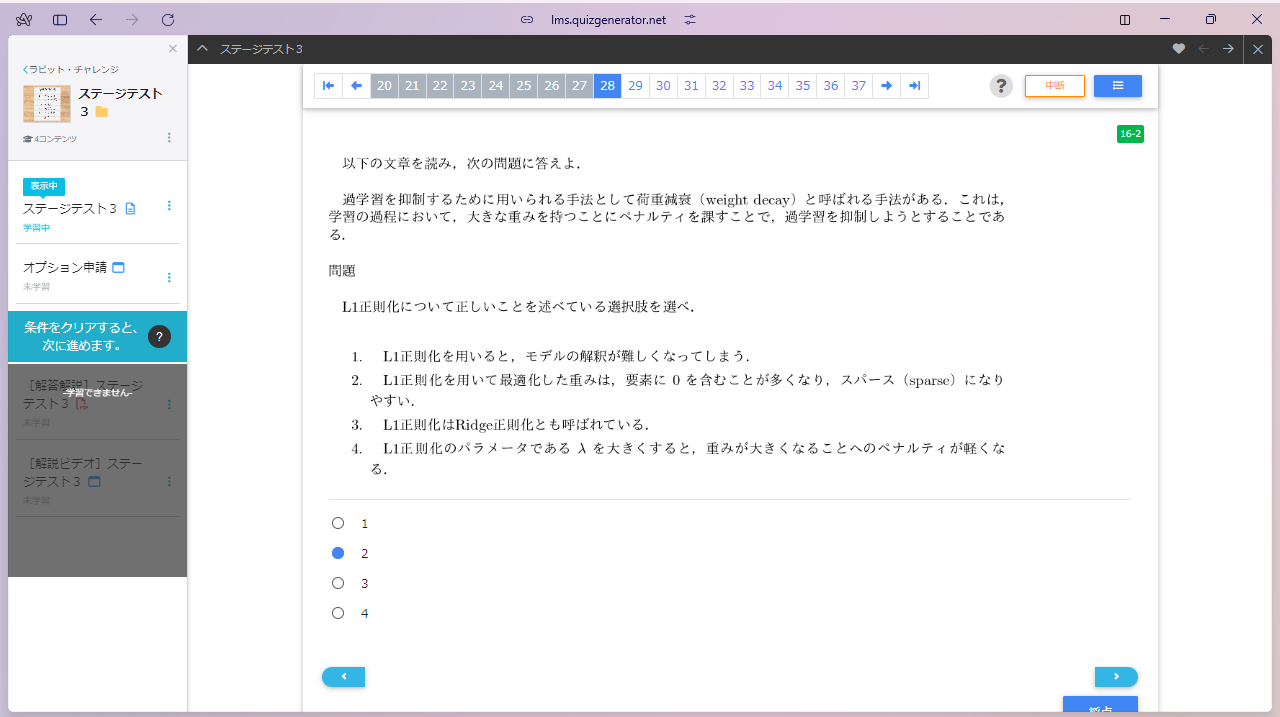 lms.quizgenerator.net
ステージテスト3
ラビット・チャレンジ
ステージテスト
3
4コンテンツ
表示中
ステージテスト3
学習中
オプション申請
未学習
条件をクリアすると、
次に進めます。
?
［解答解説］ステージ
テスト3
-学習できません-
未学習
［解説ビデオ］ステー
ジテスト3
未学習
20 21 22 23 24 25 26 27 28 29 30 31 32 33 34 35 36 37
?
中断
16-2
以下の文章を読み，次の問題に答えよ．
過学習を抑制するために用いられる手法として荷重減衰（weight decay）と呼ばれる手法がある．これは，
学習の過程において，大きな重みを持つことにペナルティを課すことで，過学習を抑制しようとすることであ
る．
問題
L1正則化について正しいことを述べている選択肢を選べ．
1. L1正則化を用いると，モデルの解釈が難しくなってしまう．
2. L1正則化を用いて最適化した重みは，要素に 0 を含むことが多くなり，スパース（sparse）になり
やすい．
3. L1正則化はRidge正則化とも呼ばれている．
4. L1正則化のパラメータである λ を大きくすると，重みが大きくなることへのペナルティが軽くな
る．
1
2
3
4
採点